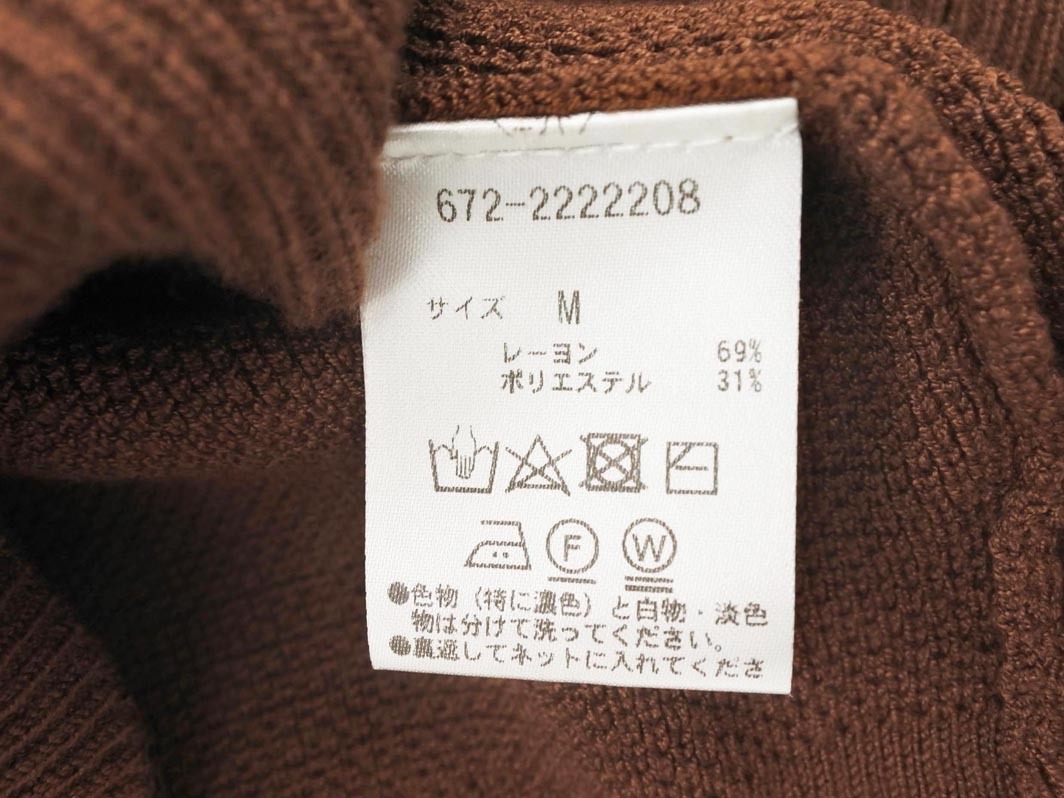 672-2222208
サイズ M
レーヨン 69%
ポリエステル 31%
F W
●色物（特に濃色）と白物・淡色
物は分けて洗ってください。
●裏返してネットに入れてくださ